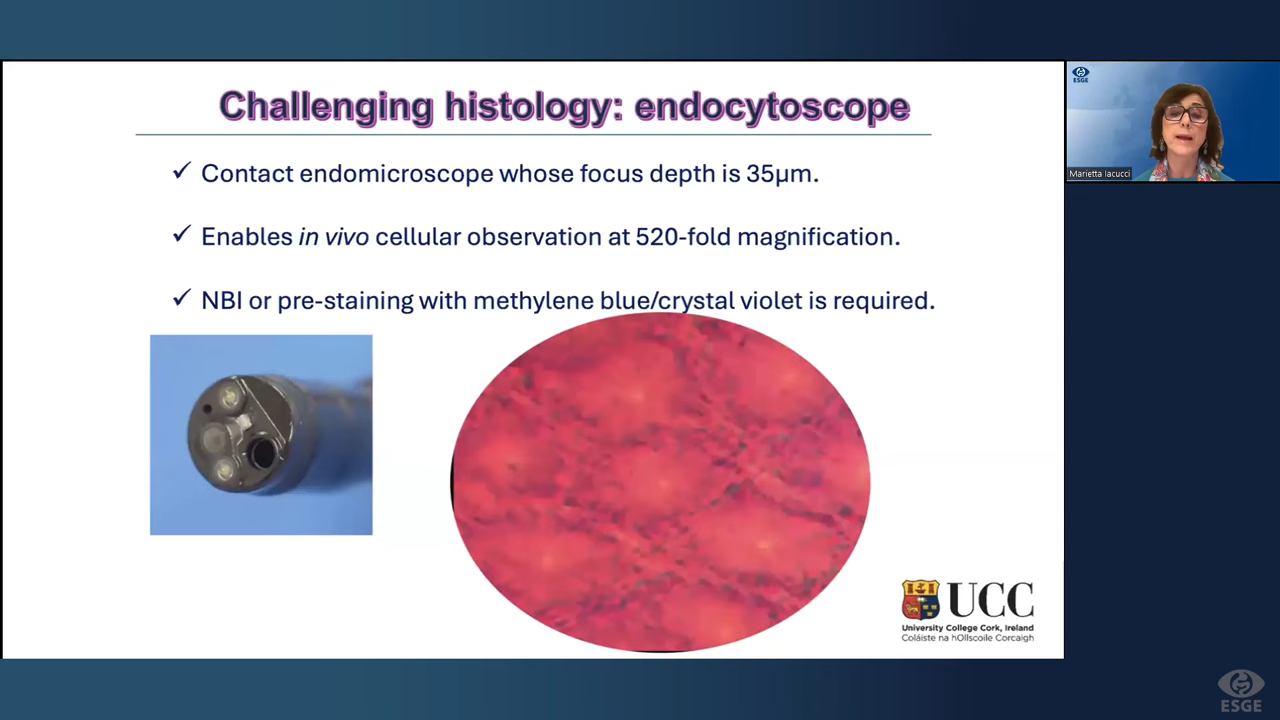 Challenging histology: endocytoscope
✓ Contact endomicroscope whose focus depth is 35µm.
✓ Enables in vivo cellular observation at 520-fold magnification.
✓ NBI or pre-staining with methylene blue/crystal violet is required.
UCC
University College Cork, Ireland
Coláiste na hOllscoile Corcaigh
ESGE
Marietta Iacucci
ESGE